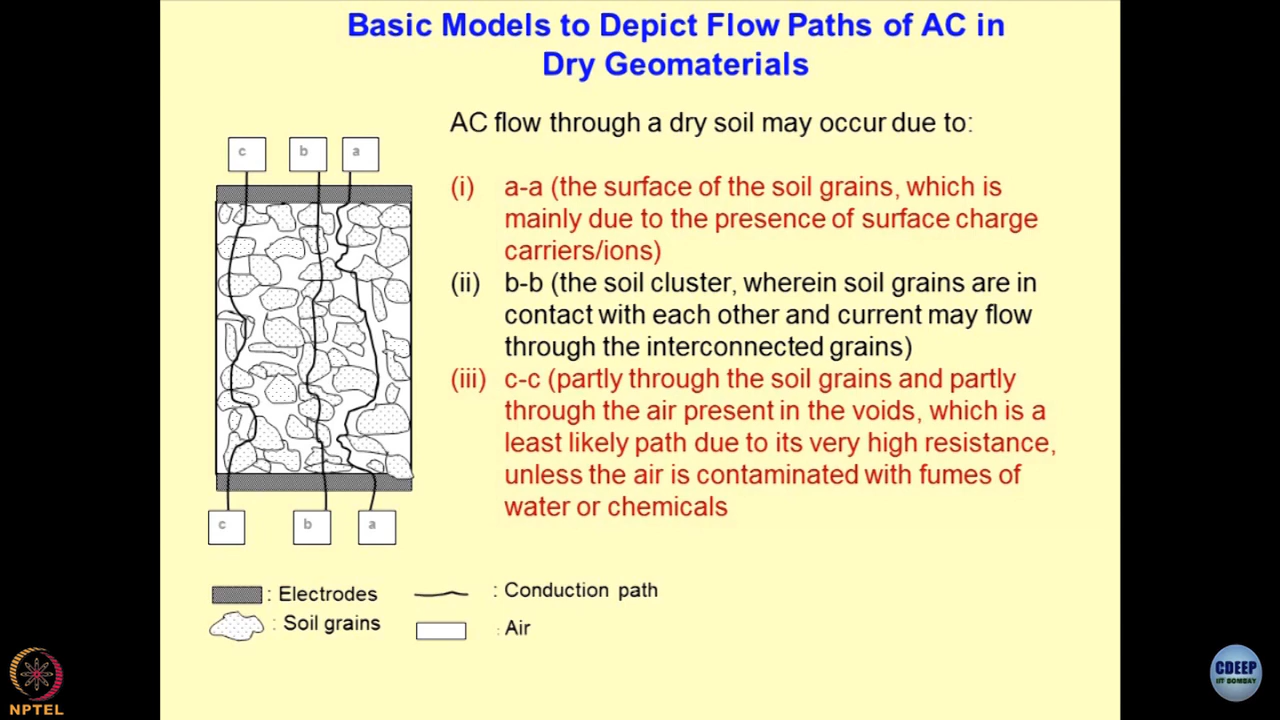 Basic Models to Depict Flow Paths of AC in
Dry Geomaterials
AC flow through a dry soil may occur due to:
c b a
(i) a-a (the surface of the soil grains, which is
mainly due to the presence of surface charge
carriers/ions)
(ii) b-b (the soil cluster, wherein soil grains are in
contact with each other and current may flow
through the interconnected grains)
(iii) c-c (partly through the soil grains and partly
through the air present in the voids, which is a
least likely path due to its very high resistance,
unless the air is contaminated with fumes of
water or chemicals
c b a
: Electrodes : Conduction path
: Soil grains : Air
NPTEL
CDEEP
IIT BOMBAY